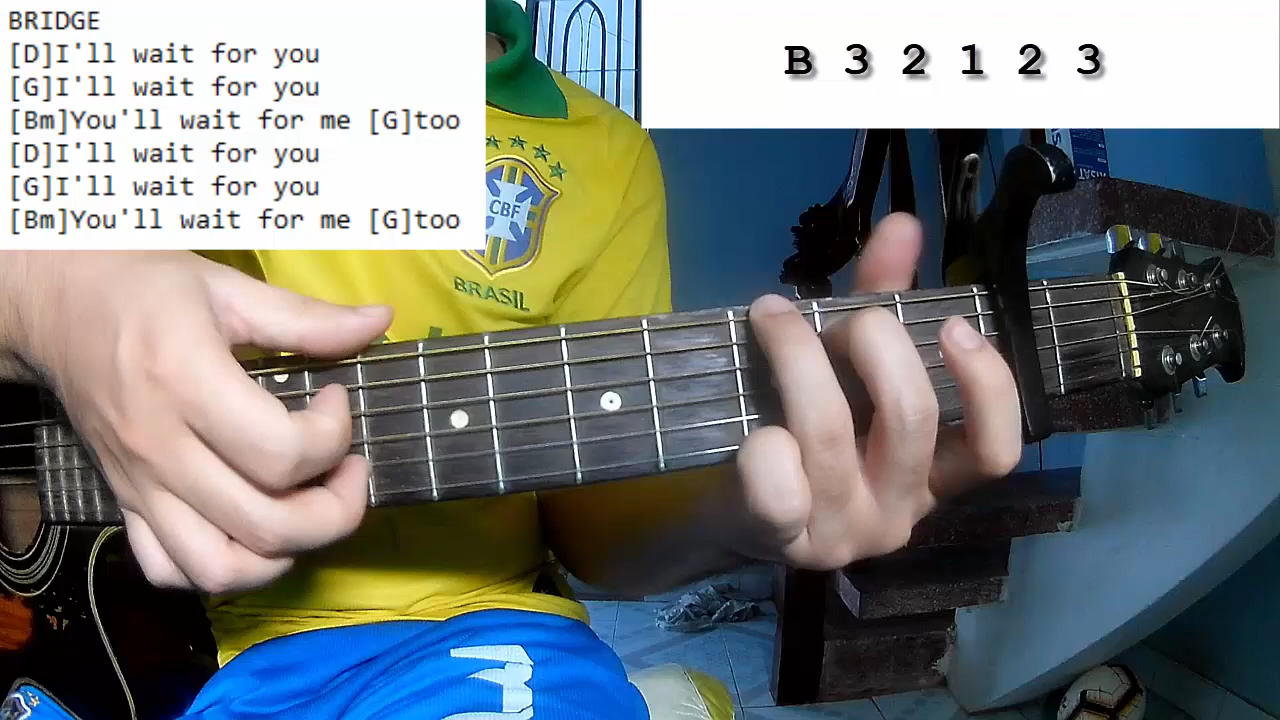 BRIDGE
[D]I'll wait for you
[G]I'll wait for you
[Bm]You'll wait for me [G]too
[D]I'll wait for you
[G]I'll wait for you
[Bm]You'll wait for me [G]too
B 3 2 1 2 3
CBF
BRASIL